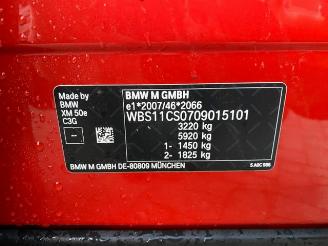 BMW M GMBH
Made by
BMW
XM 50e
C3G
e1*2007/46*2066
WBS11CS0709015101
3220 kg
5920 kg
1- 1450 kg
2- 1825 kg
BMW M GMBH DE-80809 MÜNCHEN